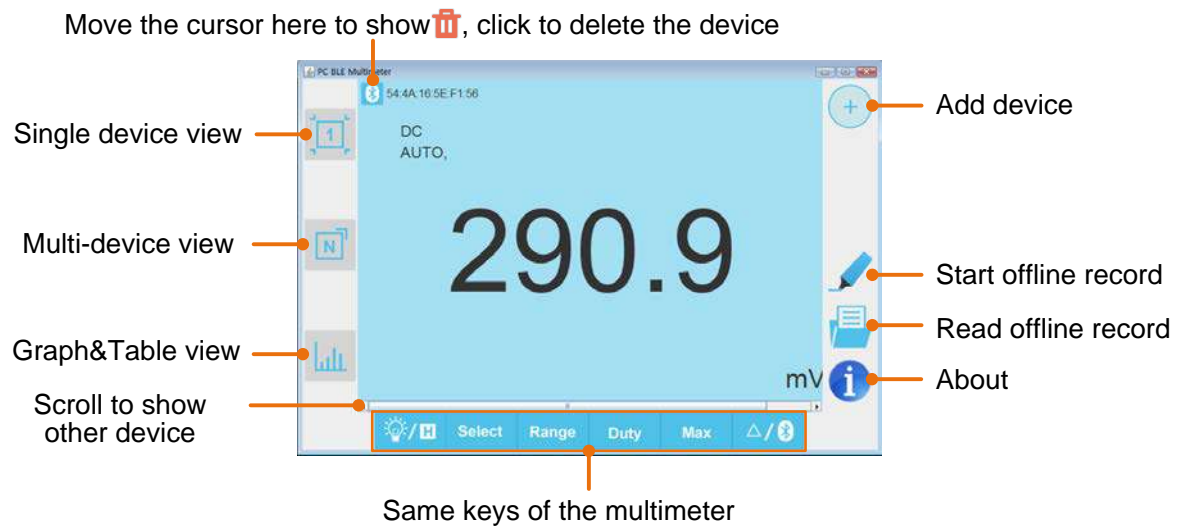 Move the cursor here to show , click to delete the device
PC BLE Multimeter
54:4A:16:5E:F1:56
Add device
Single device view
1
+
DC
AUTO,
290.9
Multi-device view
N
Start offline record
Read offline record
Graph&Table view
mV
i
About
Scroll to show
other device
/ H Select Range Duty Max △/
Same keys of the multimeter